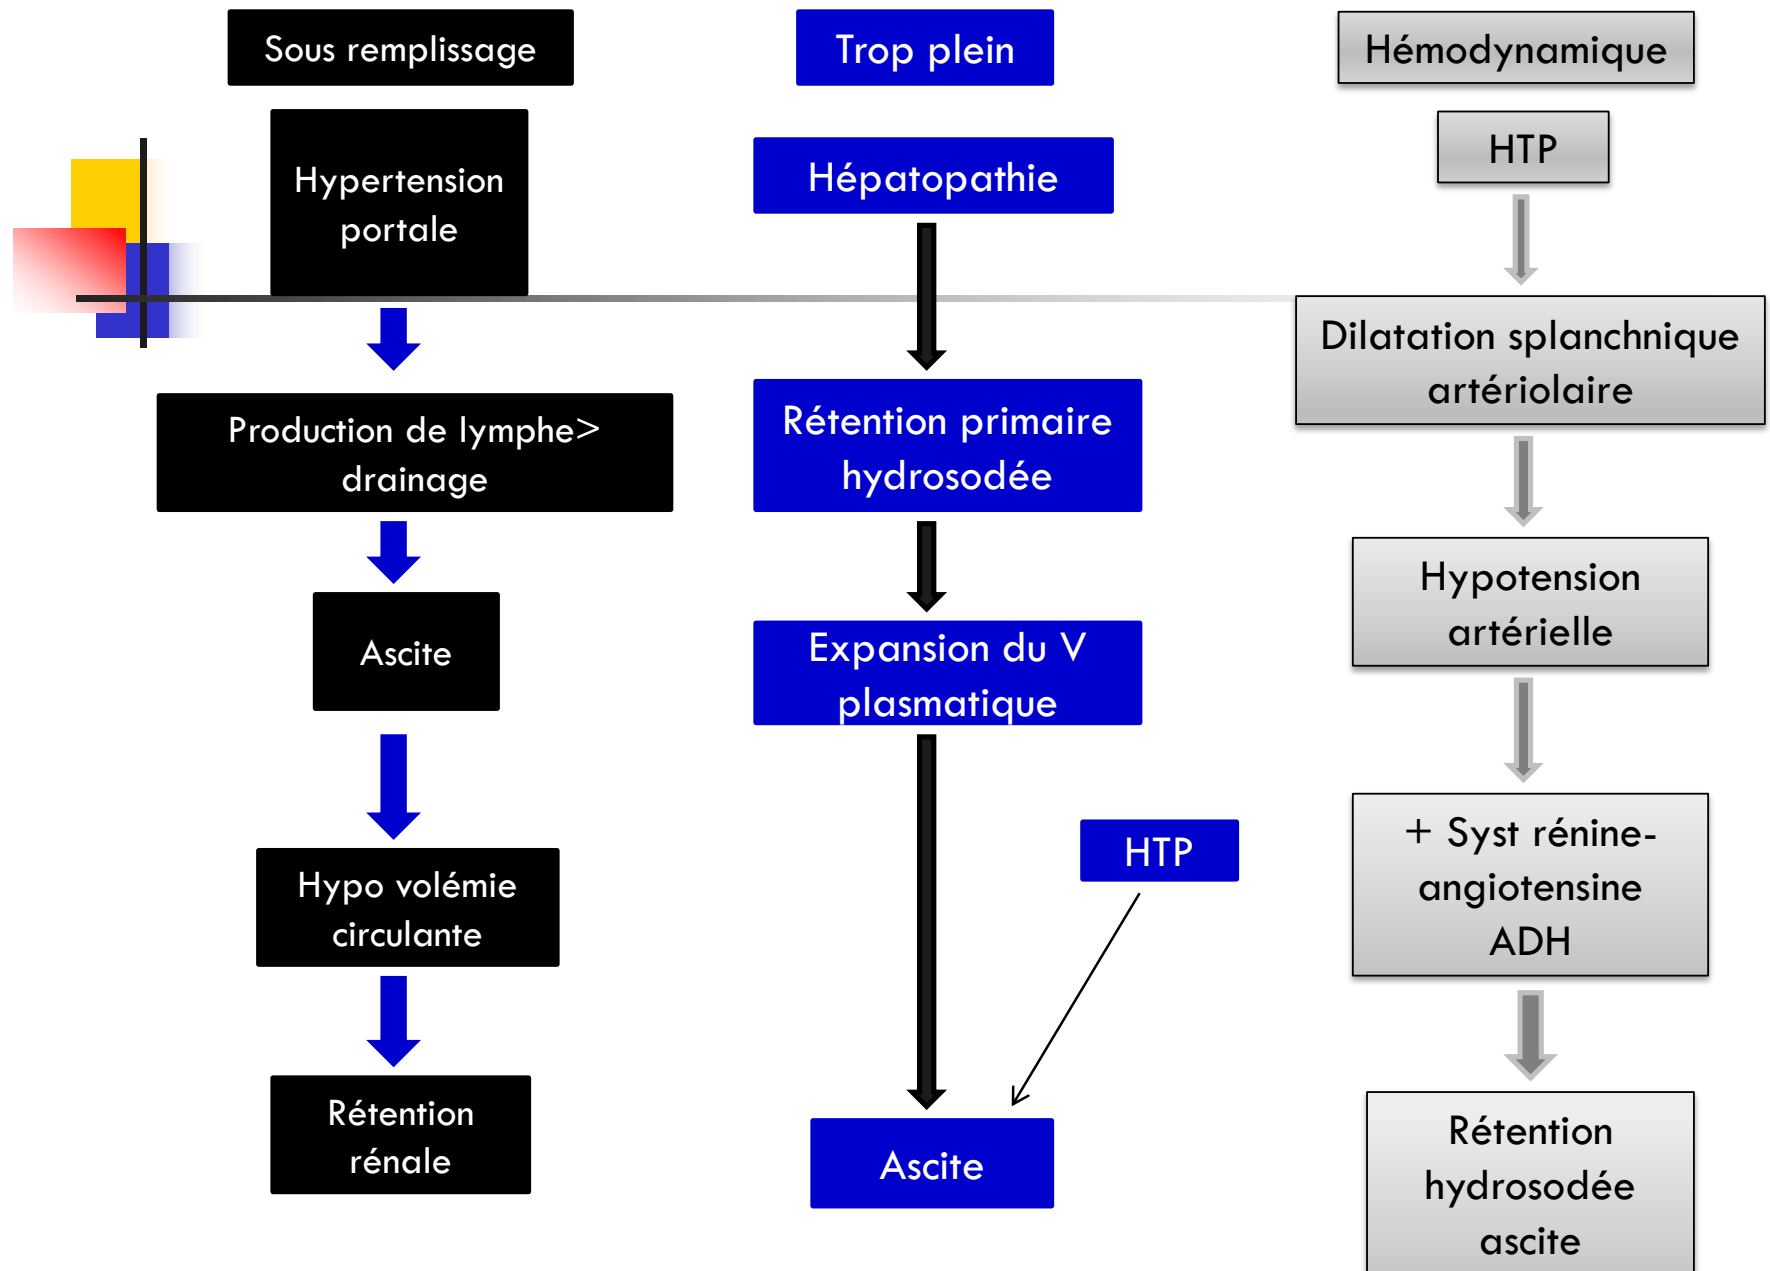 Sous remplissage
Hypertension
portale
Production de lymphe>
drainage
Ascite
Hypo volémie
circulante
Rétention
rénale
Trop plein
Hépatopathie
Rétention primaire
hydrosodée
Expansion du V
plasmatique
HTP
Ascite
Hémodynamique
HTP
Dilatation splanchnique
artériolaire
Hypotension
artérielle
+ Syst rénine-
angiotensine
ADH
Rétention
hydrosodée
ascite